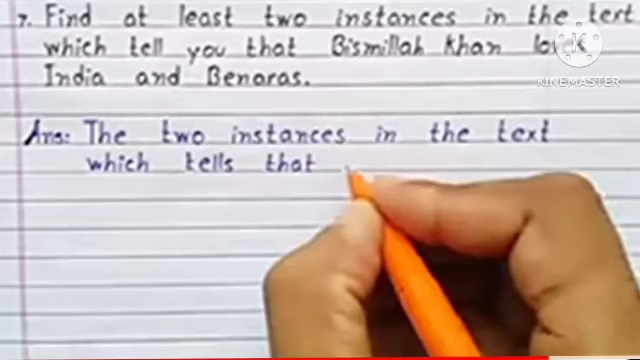 7. Find at least two instances in the text
which tell you that Bismillah Khan
India and Benaras.
Ans: The two instances in the text
which tells that
K
KINEMASTER